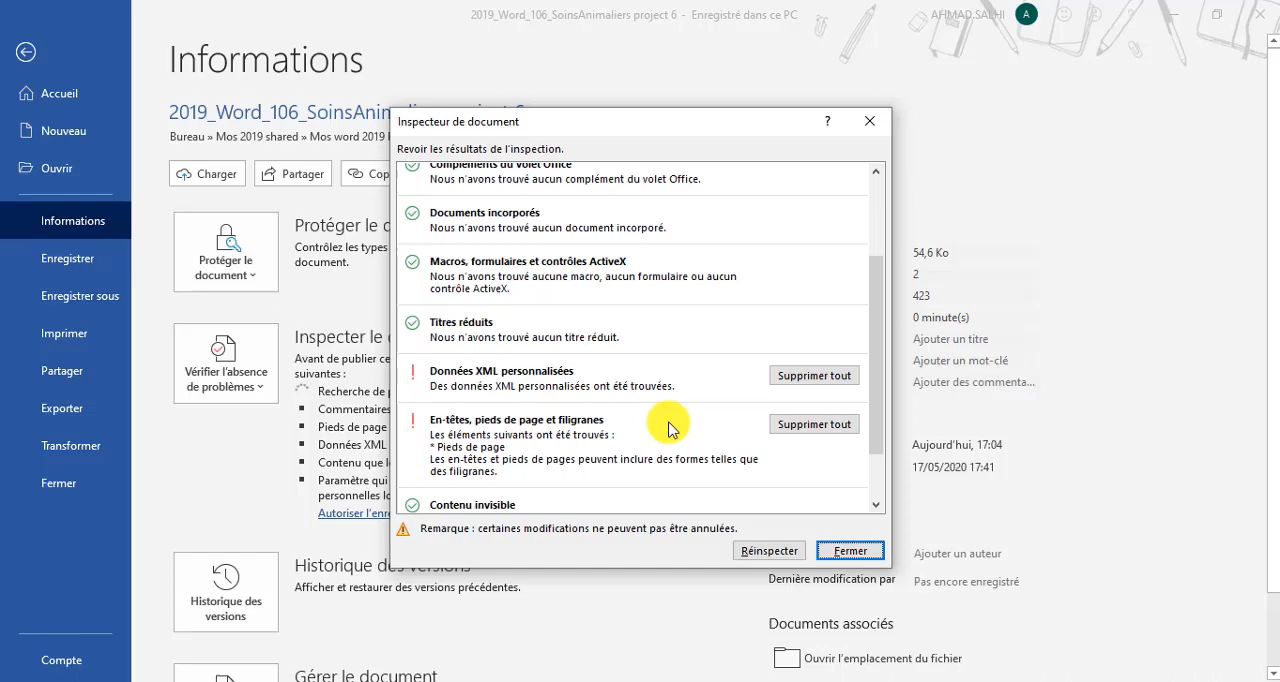 2019_Word_106_SoinsAnimaliers project 6 - Enregistré dans ce PC
AHMAD.SALHI
A
Informations
Accueil
Nouveau
Ouvrir
Informations
Enregistrer
Enregistrer sous
Imprimer
Partager
Exporter
Transformer
Fermer
Compte
2019_Word_106_SoinsAnimaliers project 6
Bureau » Mos 2019 shared » Mos word 2019
Charger
Partager
Cop
Protéger le document
Protéger le d
Contrôlez les types
document.
Vérifier l'absence de problèmes
Inspecter le d
Avant de publier ce
suivantes :
Recherche de p
Commentaires
Pieds de page
Données XML
Contenu que l
Paramètre qui
personnelles lo
Autoriser l'enre
Historique des versions
Historique des versions
Afficher et restaurer des versions précédentes.
Gérer le document
Inspecteur de document
?
Revoir les résultats de l'inspection.
Compléments du volet Office
Nous n'avons trouvé aucun complément du volet Office.
Documents incorporés
Nous n'avons trouvé aucun document incorporé.
Macros, formulaires et contrôles ActiveX
Nous n'avons trouvé aucune macro, aucun formulaire ou aucun
contrôle ActiveX.
Titres réduits
Nous n'avons trouvé aucun titre réduit.
! Données XML personnalisées
Des données XML personnalisées ont été trouvées.
Supprimer tout
! En-têtes, pieds de page et filigranes
Supprimer tout
Les éléments suivants ont été trouvés :
* Pieds de page
Les en-têtes et pieds de pages peuvent inclure des formes telles que
des filigranes.
Contenu invisible
Remarque : certaines modifications ne peuvent pas être annulées.
Réinspecter
Fermer
54,6 Ko
2
423
0 minute(s)
Ajouter un titre
Ajouter un mot-clé
Ajouter des commenta...
Aujourd'hui, 17:04
17/05/2020 17:41
Ajouter un auteur
Dernière modification par
Pas encore enregistré
Documents associés
Ouvrir l'emplacement du fichier